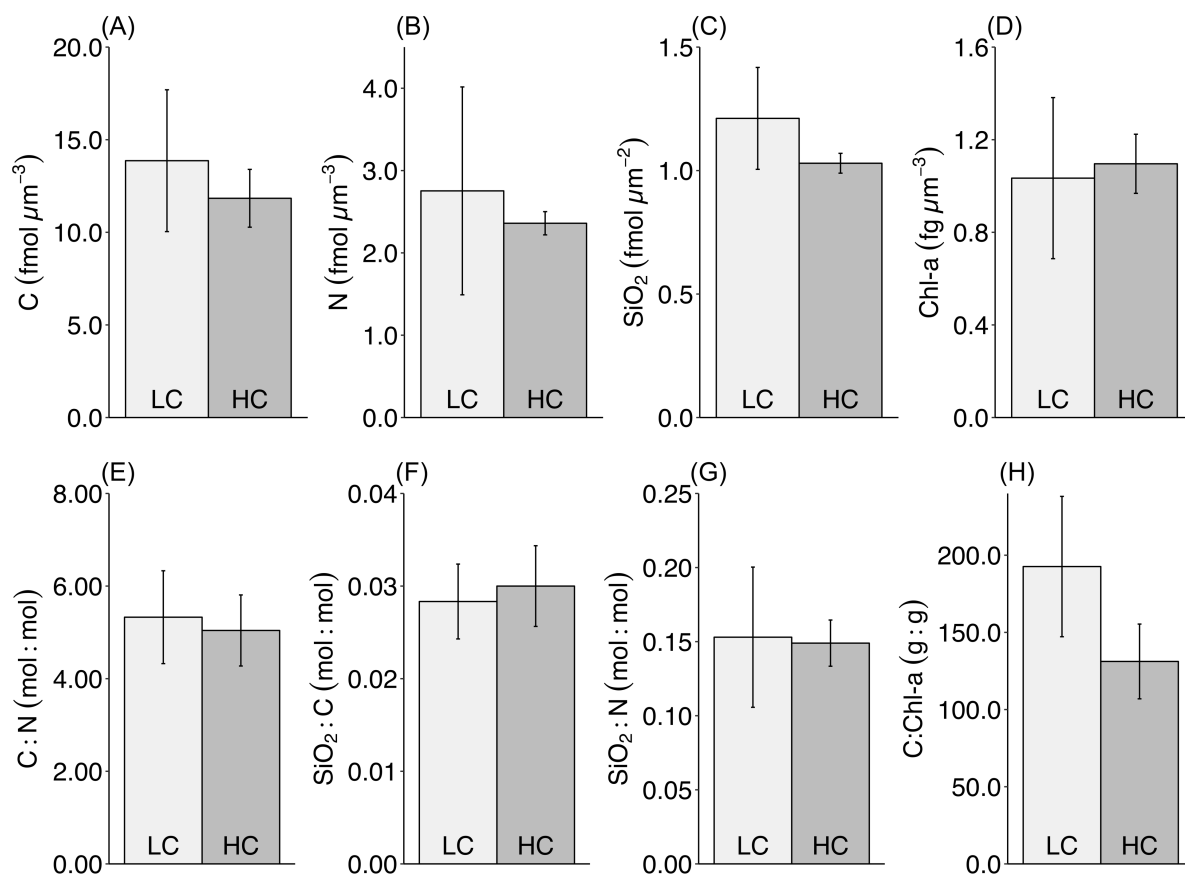 (A)
C (fmol µm⁻³)
20.0
15.0
10.0
5.0
0.0
LC HC
(B)
N (fmol µm⁻³)
4.0
3.0
2.0
1.0
0.0
LC HC
(C)
SiO₂ (fmol µm⁻²)
1.5
1.0
0.5
0.0
LC HC
(D)
Chl-a (fg µm⁻³)
1.6
1.2
0.8
0.4
0.0
LC HC
(E)
C : N (mol : mol)
8.00
6.00
4.00
2.00
0.00
LC HC
(F)
SiO₂ : C (mol : mol)
0.04
0.03
0.02
0.01
0.00
LC HC
(G)
SiO₂ : N (mol : mol)
0.25
0.20
0.15
0.10
0.05
0.00
LC HC
(H)
C:Chl-a (g : g)
200.0
150.0
100.0
50.0
0.0
LC HC